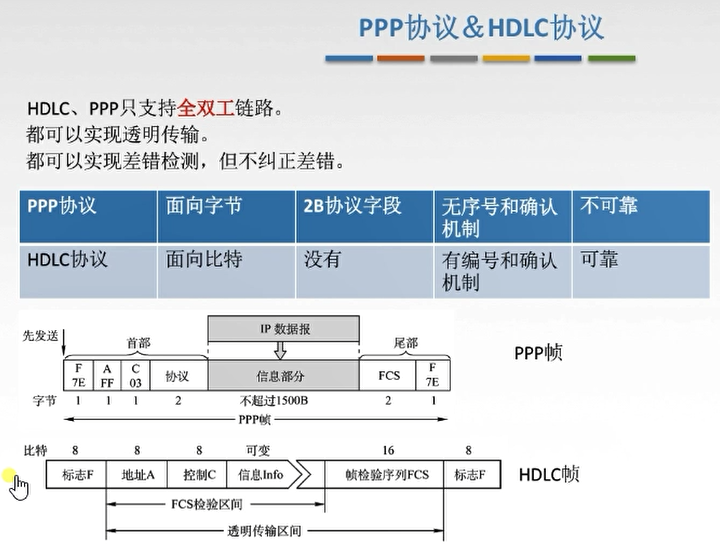 PPP协议＆HDLC协议
HDLC、PPP只支持全双工链路。
都可以实现透明传输。
都可以实现差错检测，但不纠正差错。
PPP协议 面向字节 2B协议字段 无序号和确认 不可靠
机制
HDLC协议 面向比特 没有 有编号和确认 可靠
机制
IP 数据报
先发送 首部 尾部
PPP帧
F A C
7E FF 03 协议 信息部分 FCS F
7E
字节 1 1 1 2 不超过1500B 2 1
PPP帧
比特 8 8 8 可变 16 8
标志F 地址A 控制C 信息Info 帧检验序列FCS 标志F HDLC帧
FCS检验区间
透明传输区间